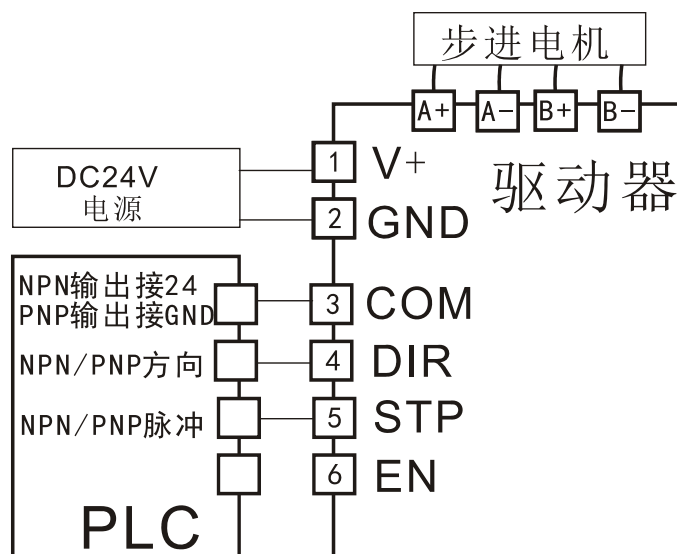 步进电机
A+ A- B+ B-
驱动器
DC24V
电源
1 V+
2 GND
NPN输出接24
PNP输出接GND
3 COM
NPN/PNP方向
4 DIR
NPN/PNP脉冲
5 STP
6 EN
PLC